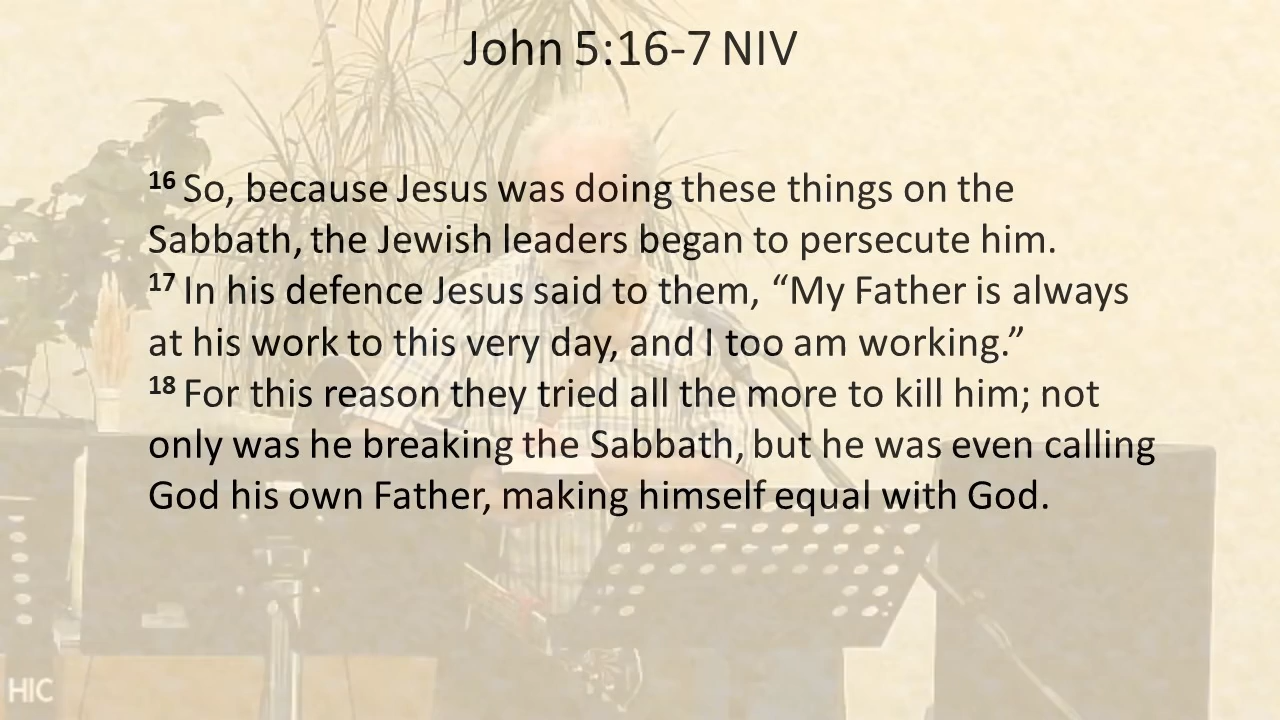 John 5:16-7 NIV
16 So, because Jesus was doing these things on the
Sabbath, the Jewish leaders began to persecute him.
17 In his defence Jesus said to them, “My Father is always
at his work to this very day, and I too am working.”
18 For this reason they tried all the more to kill him; not
only was he breaking the Sabbath, but he was even calling
God his own Father, making himself equal with God.
HIC